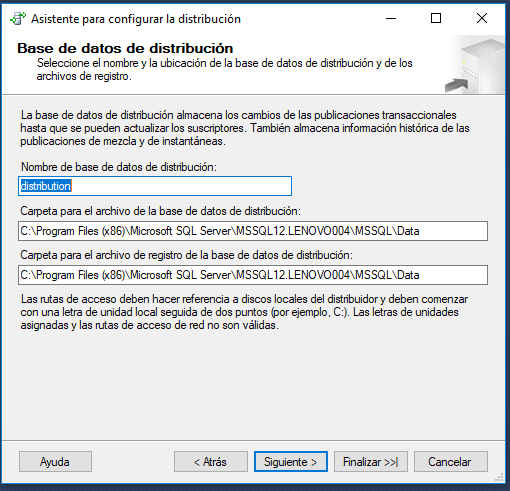 Asistente para configurar la distribución
Base de datos de distribución
Seleccione el nombre y la ubicación de la base de datos de distribución y de los
archivos de registro.
La base de datos de distribución almacena los cambios de las publicaciones transaccionales
hasta que se pueden actualizar los suscriptores. También almacena información histórica de las
publicaciones de mezcla y de instantáneas.
Nombre de base de datos de distribución:
distribution
Carpeta para el archivo de la base de datos de distribución:
C:\Program Files (x86)\Microsoft SQL Server\MSSQL12.LENOVO004\MSSQL\Data
Carpeta para el archivo de registro de la base de datos de distribución:
C:\Program Files (x86)\Microsoft SQL Server\MSSQL12.LENOVO004\MSSQL\Data
Las rutas de acceso deben hacer referencia a discos locales del distribuidor y deben comenzar
con una letra de unidad local seguida de dos puntos (por ejemplo, C:). Las letras de unidades
asignadas y las rutas de acceso de red no son válidas.
Ayuda
< Atrás
Siguiente >
Finalizar >>|
Cancelar